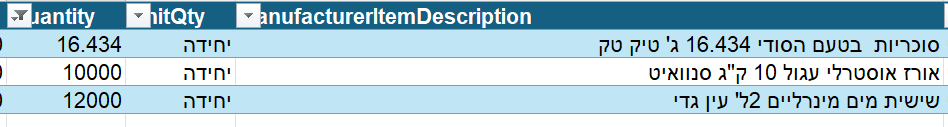 uantity nitQty anufacturerItemDescription
16.434 יחידה סוכריות בטעם הסודי 16.434 ג' טיק טק
10000 יחידה אורז אוסטרלי עגול 10 ק"ג סנוואיט
12000 יחידה שישית מים מינרליים 2ל' עין גדי